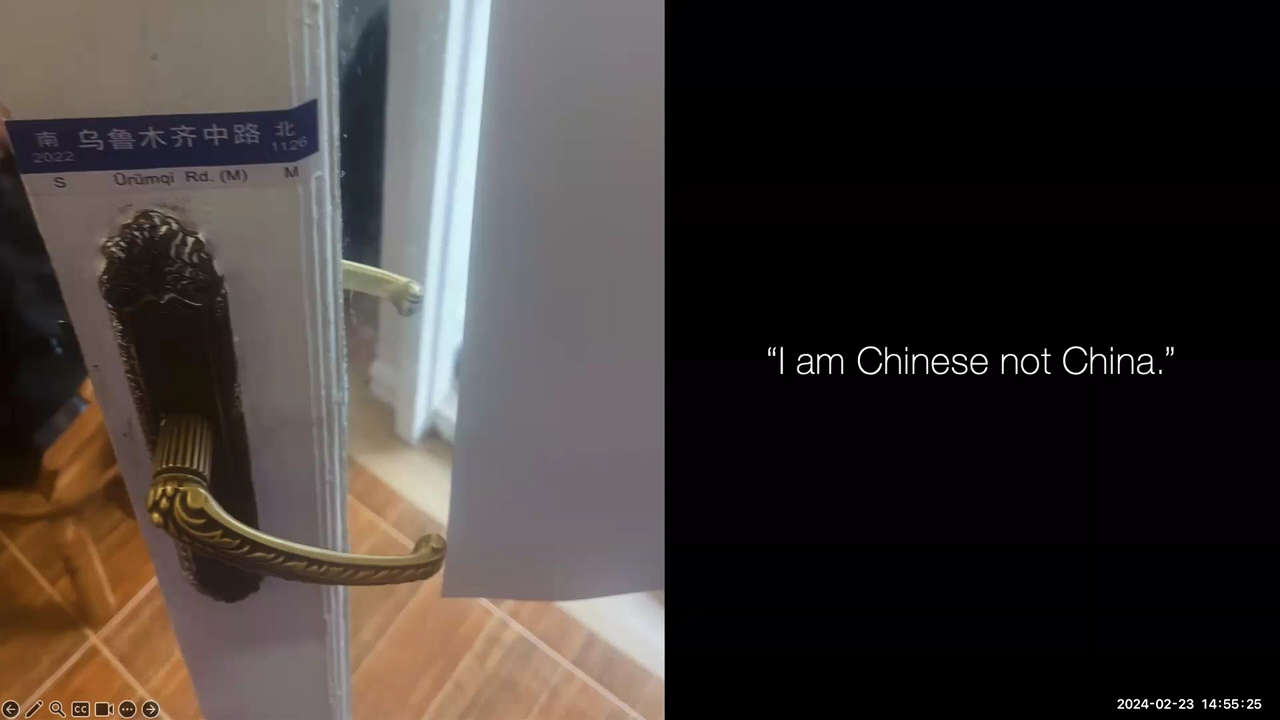 南 乌鲁木齐中路 北
2022 1126
S Ürümqi Rd. (M) M
“I am Chinese not China.”
CC
2024-02-23 14:55:25